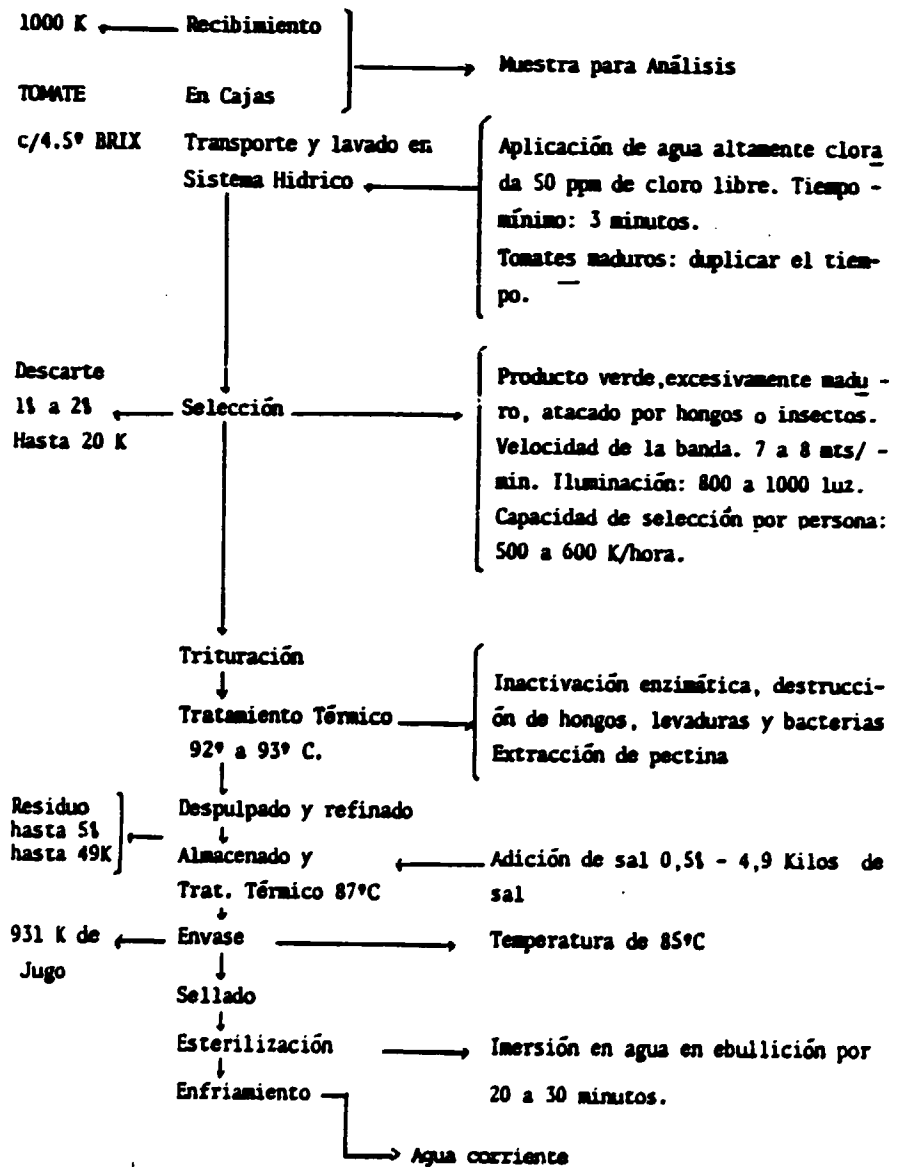 1000 K Recibimiento
Muestra para Análisis
TOMATE En Cajas
c/4.5° BRIX Transporte y lavado en
Sistema Hidrico
Aplicación de agua altamente clora
da 50 ppm de cloro libre. Tiempo -
mínimo: 3 minutos.
Tomates maduros: duplicar el tiem-
po.
Descarte
1% a 2% Selección
Hasta 20 K
Producto verde,excesivamente madu -
ro, atacado por hongos o insectos.
Velocidad de la banda. 7 a 8 mts/ -
min. Iluminación: 800 a 1000 luz.
Capacidad de selección por persona:
500 a 600 K/hora.
Trituración
Tratamiento Térmico
92° a 93° C.
Inactivación enzimática, destrucci-
ón de hongos, levaduras y bacterias
Extracción de pectina
Residuo
hasta 5%
hasta 49K
Despulpado y refinado
Almacenado y
Trat. Térmico 87°C
Adición de sal 0,5% - 4,9 Kilos de
sal
931 K de Envase Temperatura de 85°C
Jugo
Sellado
Esterilización Imersión en agua en ebullición por
20 a 30 minutos.
Enfriamiento
Agua corriente